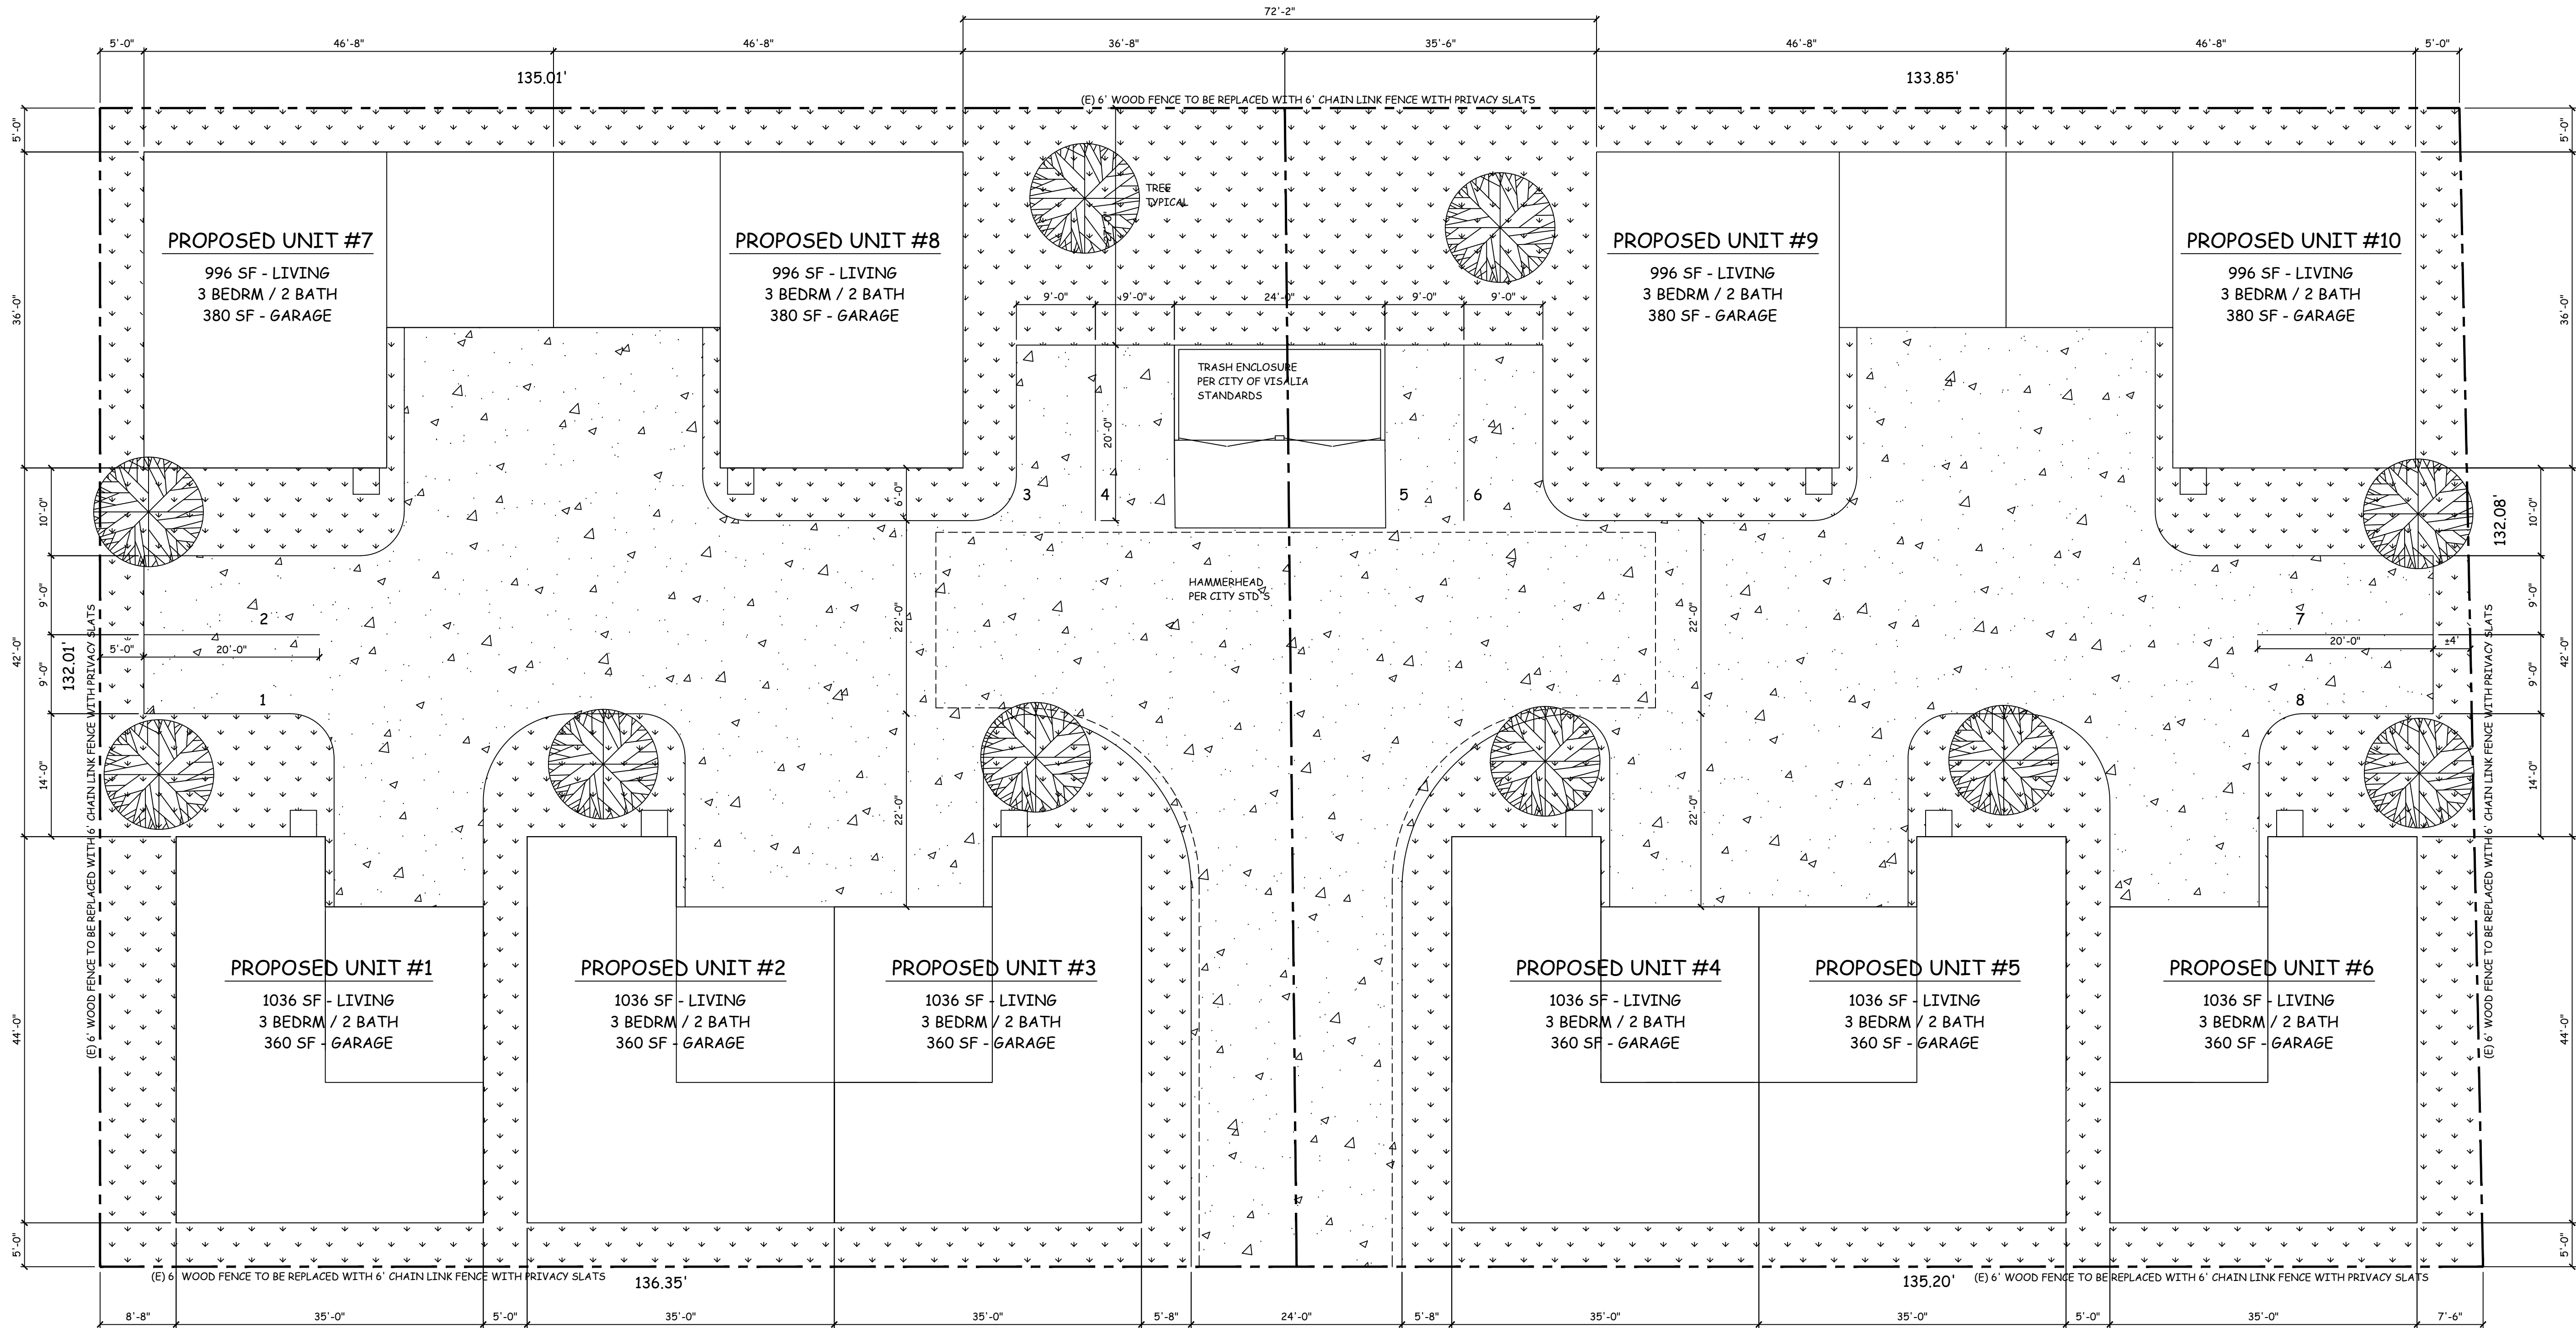 72'-2"
5'-0" 46'-8" 46'-8" 36'-8" 35'-6" 46'-8" 46'-8" 5'-0"
135.01' 133.85'
(E) 6' WOOD FENCE TO BE REPLACED WITH 6' CHAIN LINK FENCE WITH PRIVACY SLATS
5'-0"
5'-0"
TREE
TYPICAL
PROPOSED UNIT #7
996 SF - LIVING
3 BEDRM / 2 BATH
380 SF - GARAGE
PROPOSED UNIT #8
996 SF - LIVING
3 BEDRM / 2 BATH
380 SF - GARAGE
PROPOSED UNIT #9
996 SF - LIVING
3 BEDRM / 2 BATH
380 SF - GARAGE
PROPOSED UNIT #10
996 SF - LIVING
3 BEDRM / 2 BATH
380 SF - GARAGE
36'-0"
36'-0"
9'-0" 9'-0" 24'-0" 9'-0" 9'-0"
TRASH ENCLOSURE
PER CITY OF VISALIA
STANDARDS
20'-0"
3 4 5 6
6'-0"
10'-0"
10'-0"
132.08'
HAMMERHEAD
PER CITY STD'S
9'-0"
9'-0"
2
7
22'-0"
22'-0"
5'-0" 20'-0"
20'-0" ±4'
42'-0"
132.01'
42'-0"
9'-0"
9'-0"
1
8
(E) 6' WOOD FENCE TO BE REPLACED WITH 6' CHAIN LINK FENCE WITH PRIVACY SLATS
(E) 6' WOOD FENCE TO BE REPLACED WITH 6' CHAIN LINK FENCE WITH PRIVACY SLATS
14'-0"
14'-0"
22'-0"
22'-0"
PROPOSED UNIT #1
1036 SF - LIVING
3 BEDRM / 2 BATH
360 SF - GARAGE
PROPOSED UNIT #2
1036 SF - LIVING
3 BEDRM / 2 BATH
360 SF - GARAGE
PROPOSED UNIT #3
1036 SF - LIVING
3 BEDRM / 2 BATH
360 SF - GARAGE
PROPOSED UNIT #4
1036 SF - LIVING
3 BEDRM / 2 BATH
360 SF - GARAGE
PROPOSED UNIT #5
1036 SF - LIVING
3 BEDRM / 2 BATH
360 SF - GARAGE
PROPOSED UNIT #6
1036 SF - LIVING
3 BEDRM / 2 BATH
360 SF - GARAGE
44'-0"
44'-0"
5'-0"
5'-0"
(E) 6' WOOD FENCE TO BE REPLACED WITH 6' CHAIN LINK FENCE WITH PRIVACY SLATS
136.35'
135.20'
(E) 6' WOOD FENCE TO BE REPLACED WITH 6' CHAIN LINK FENCE WITH PRIVACY SLATS
8'-8" 35'-0" 5'-0" 35'-0" 35'-0" 5'-8" 24'-0" 5'-8" 35'-0" 35'-0" 5'-0" 35'-0" 7'-6"